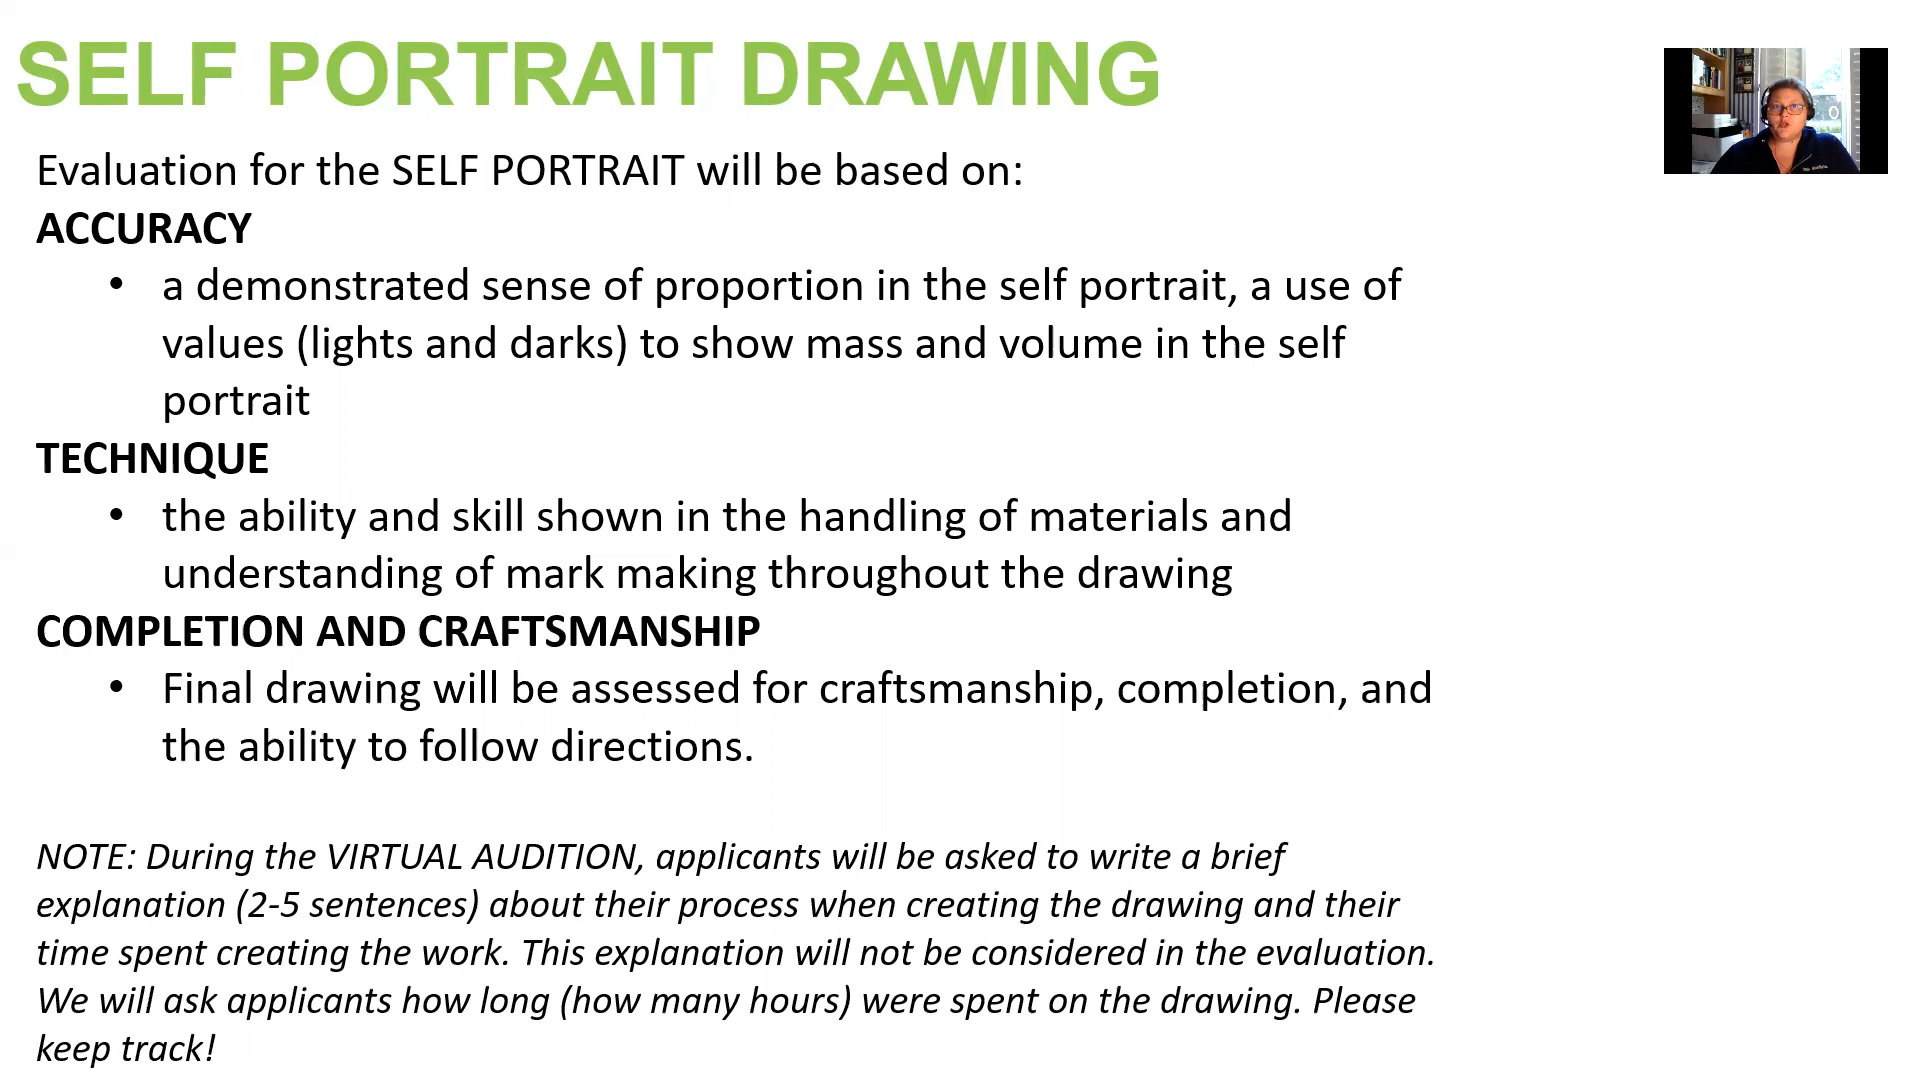 SELF PORTRAIT DRAWING
Evaluation for the SELF PORTRAIT will be based on:
ACCURACY
• a demonstrated sense of proportion in the self portrait, a use of
values (lights and darks) to show mass and volume in the self
portrait
TECHNIQUE
• the ability and skill shown in the handling of materials and
understanding of mark making throughout the drawing
COMPLETION AND CRAFTSMANSHIP
• Final drawing will be assessed for craftsmanship, completion, and
the ability to follow directions.
NOTE: During the VIRTUAL AUDITION, applicants will be asked to write a brief
explanation (2-5 sentences) about their process when creating the drawing and their
time spent creating the work. This explanation will not be considered in the evaluation.
We will ask applicants how long (how many hours) were spent on the drawing. Please
keep track!